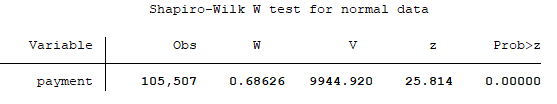 Shapiro-Wilk W test for normal data
Variable Obs W V z Prob>z
payment 105,507 0.68626 9944.920 25.814 0.00000